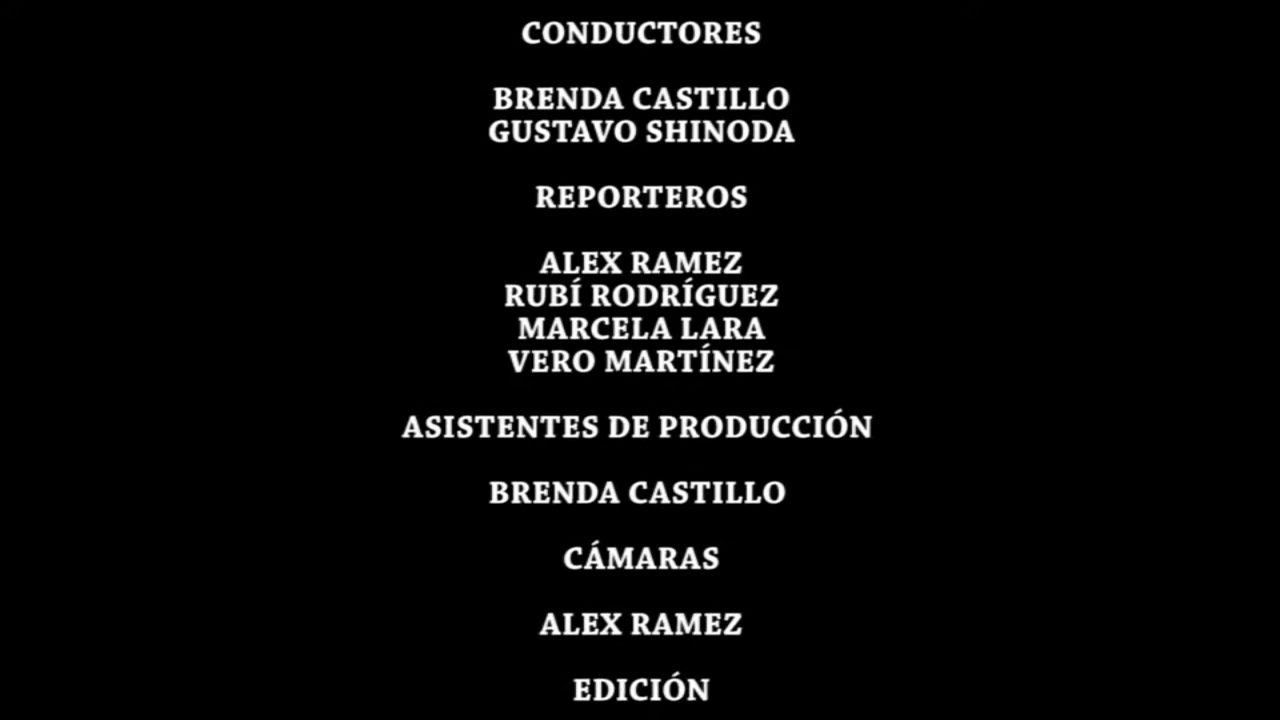 CONDUCTORES
BRENDA CASTILLO
GUSTAVO SHINODA
REPORTEROS
ALEX RAMEZ
RUBÍ RODRÍGUEZ
MARCELA LARA
VERO MARTÍNEZ
ASISTENTES DE PRODUCCIÓN
BRENDA CASTILLO
CÁMARAS
ALEX RAMEZ
EDICIÓN